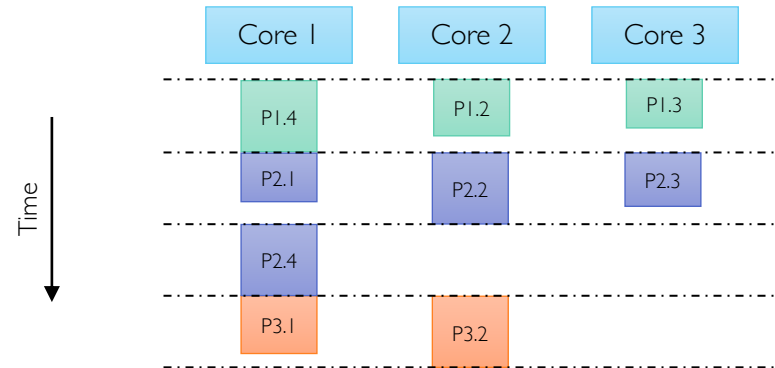 Core 1 Core 2 Core 3
P1.4 P1.2 P1.3
P2.1 P2.2 P2.3
Time
P2.4
P3.1 P3.2